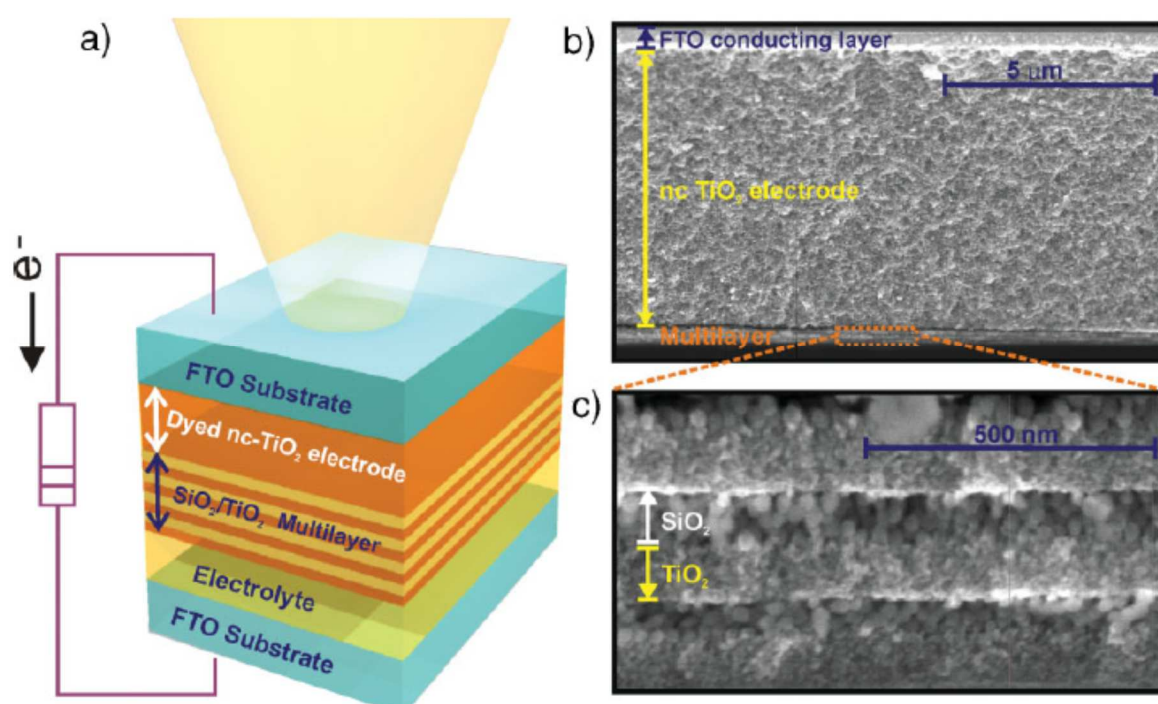 a)
e-
FTO Substrate
Dyed nc-TiO₂ electrode
SiO₂/TiO₂ Multilayer
Electrolyte
FTO Substrate
b)
FTO conducting layer
5 μm
nc TiO₂ electrode
Multilayer
c)
500 nm
SiO₂
TiO₂